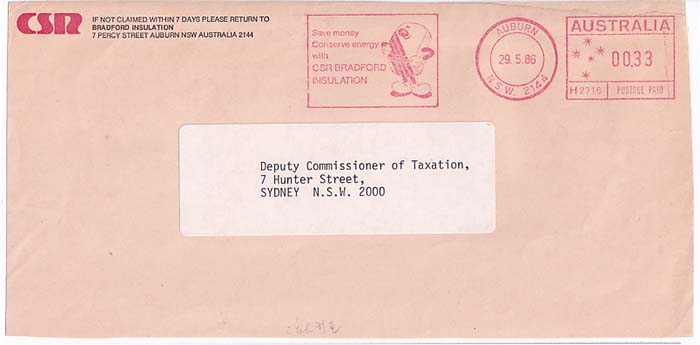 CSR
IF NOT CLAIMED WITHIN 7 DAYS PLEASE RETURN TO
BRADFORD INSULATION
7 PERCY STREET AUBURN NSW AUSTRALIA 2144
Save money
Conserve energy
with
CSR BRADFORD
INSULATION
AUBURN
29.5.86
N.S.W. 2144
AUSTRALIA
00.33
H2716 POSTAGE PAID
Deputy Commissioner of Taxation,
7 Hunter Street,
SYDNEY N.S.W. 2000